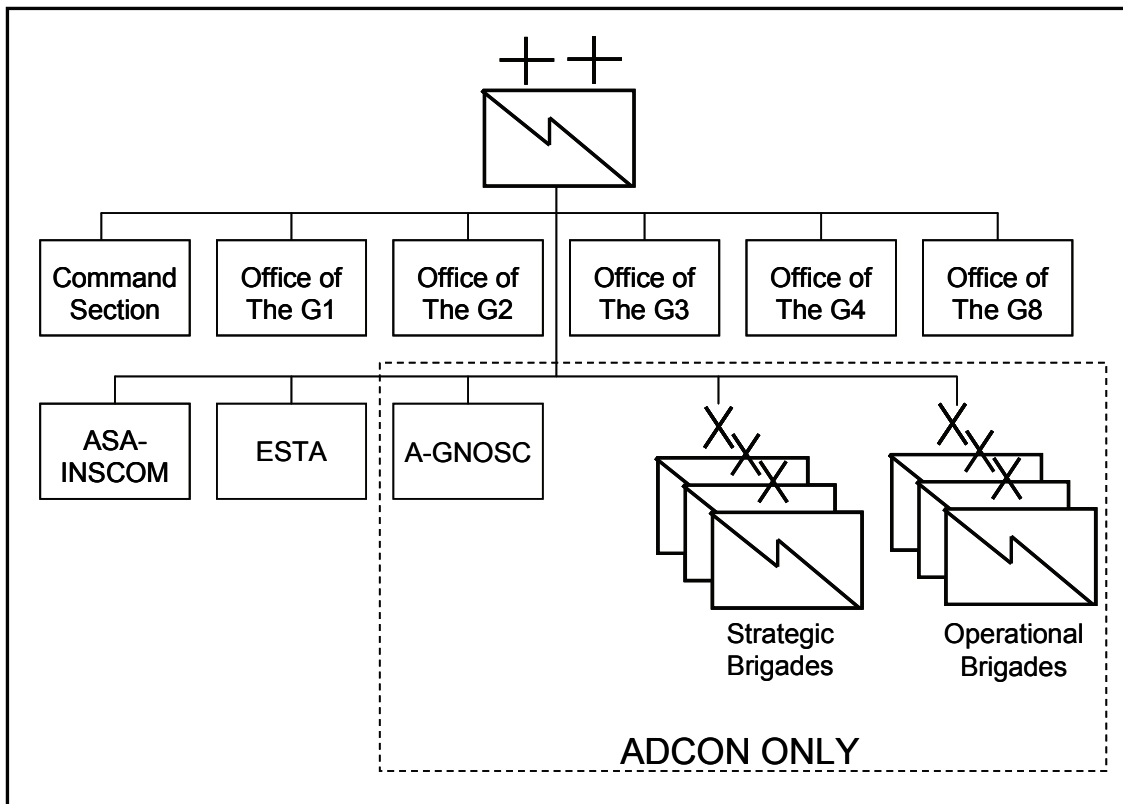 Command
Section
Office of
The G1
Office of
The G2
Office of
The G3
Office of
The G4
Office of
The G8
ASA-
INSCOM
ESTA
A-GNOSC
Strategic
Brigades
Operational
Brigades
ADCON ONLY